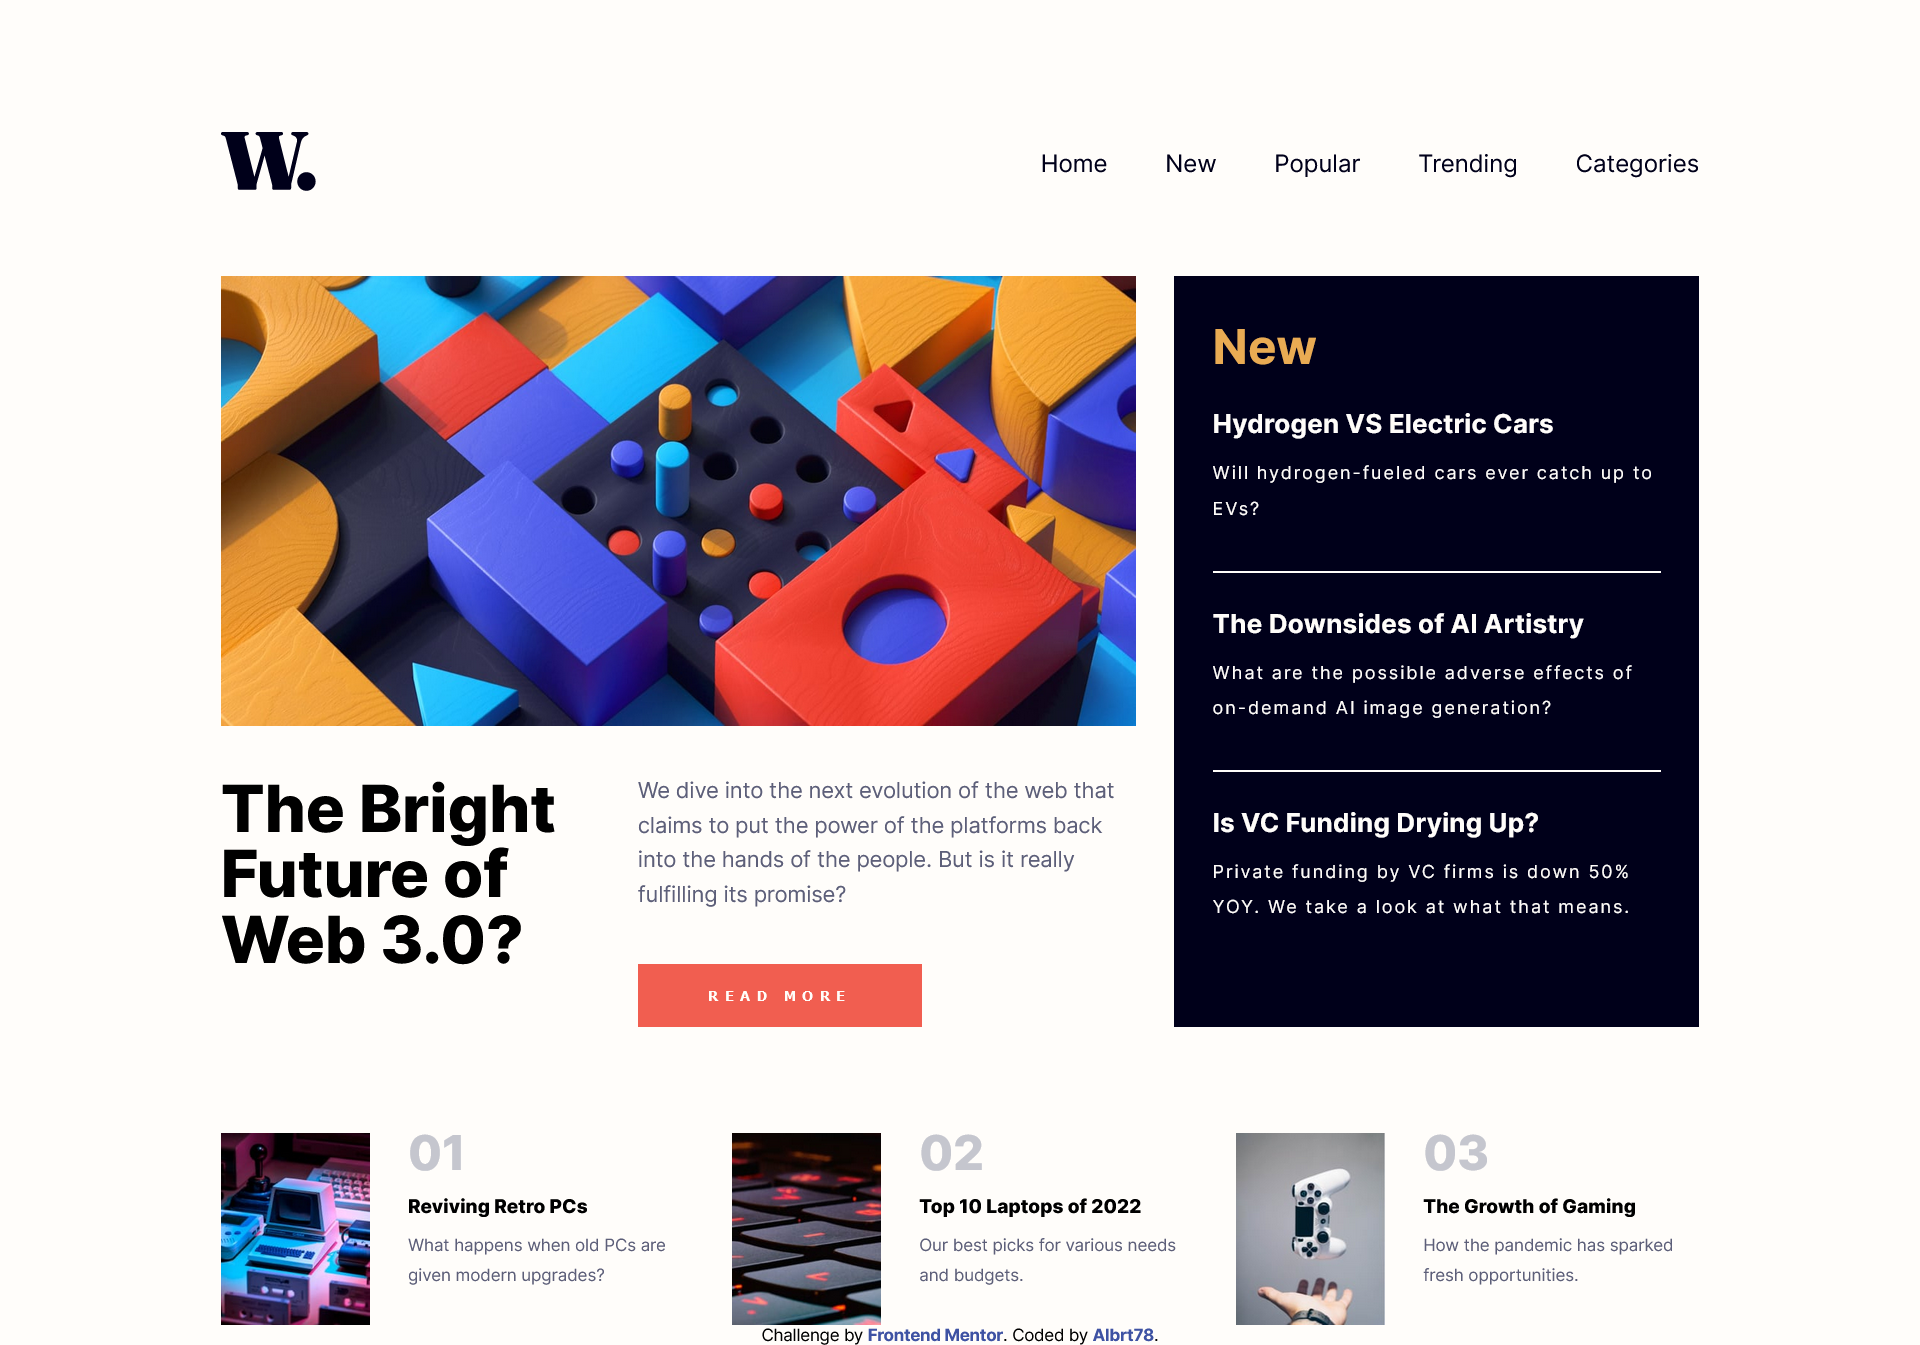 W.
Home New Popular Trending Categories
New
Hydrogen VS Electric Cars
Will hydrogen-fueled cars ever catch up to
EVs?
The Downsides of AI Artistry
What are the possible adverse effects of
on-demand AI image generation?
Is VC Funding Drying Up?
Private funding by VC firms is down 50%
YOY. We take a look at what that means.
The Bright
Future of
Web 3.0?
We dive into the next evolution of the web that
claims to put the power of the platforms back
into the hands of the people. But is it really
fulfilling its promise?
READ MORE
01
Reviving Retro PCs
What happens when old PCs are
given modern upgrades?
02
Top 10 Laptops of 2022
Our best picks for various needs
and budgets.
03
The Growth of Gaming
How the pandemic has sparked
fresh opportunities.
Challenge by Frontend Mentor. Coded by Albrt78.